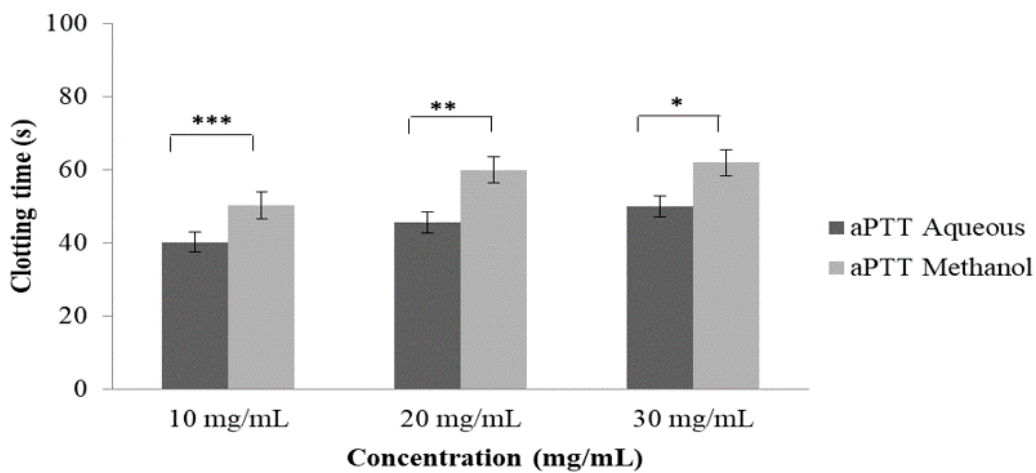 100
80
60
40
20
0
Clotting time (s)
***
**
*
10 mg/mL
20 mg/mL
30 mg/mL
Concentration (mg/mL)
aPTT Aqueous
aPTT Methanol